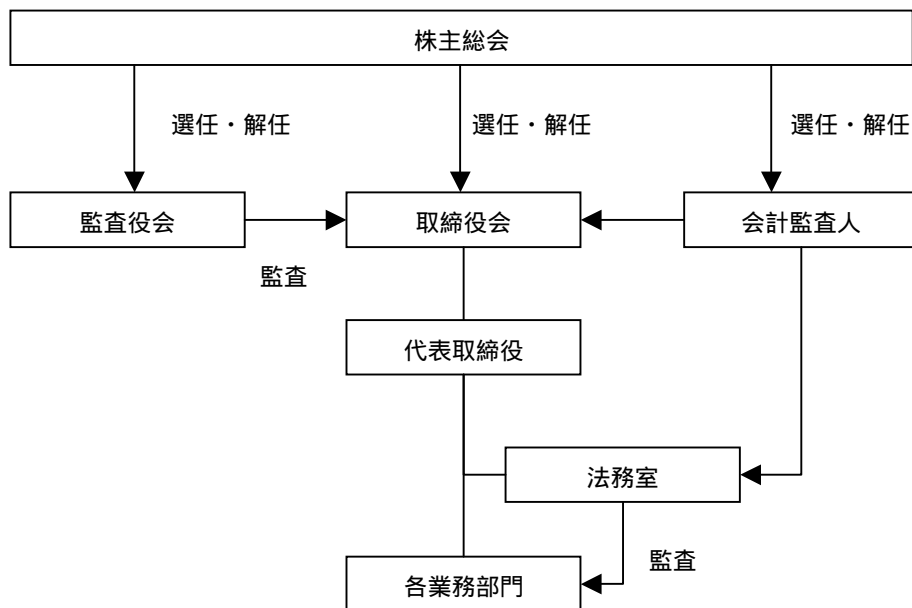 株主総会
選任・解任
選任・解任
選任・解任
監査役会
取締役会
会計監査人
監査
代表取締役
法務室
監査
各業務部門